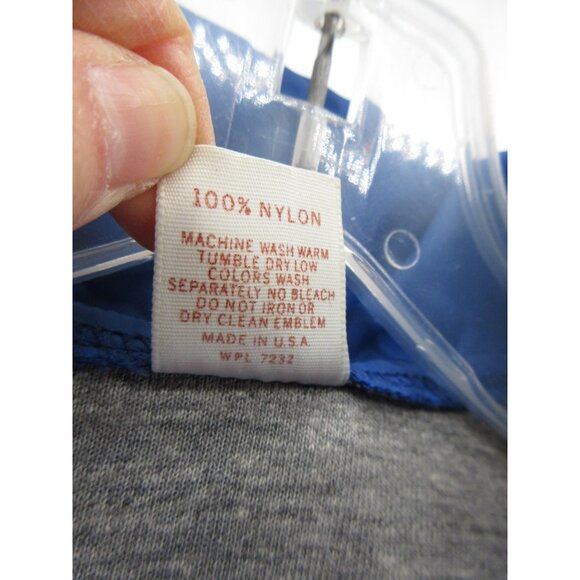 100% NYLON
MACHINE WASH WARM
TUMBLE DRY LOW
COLORS WASH
SEPARATELY NO BLEACH
DO NOT IRON OR
DRY CLEAN EMBLEM
MADE IN U.S.A.
WPL 7232